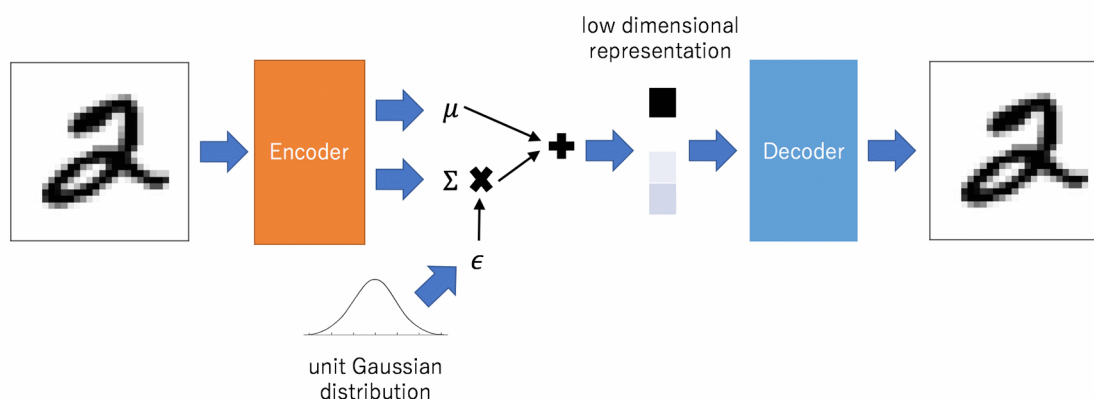 low dimensional
representation
Encoder
μ
Σ
ϵ
Decoder
unit Gaussian
distribution